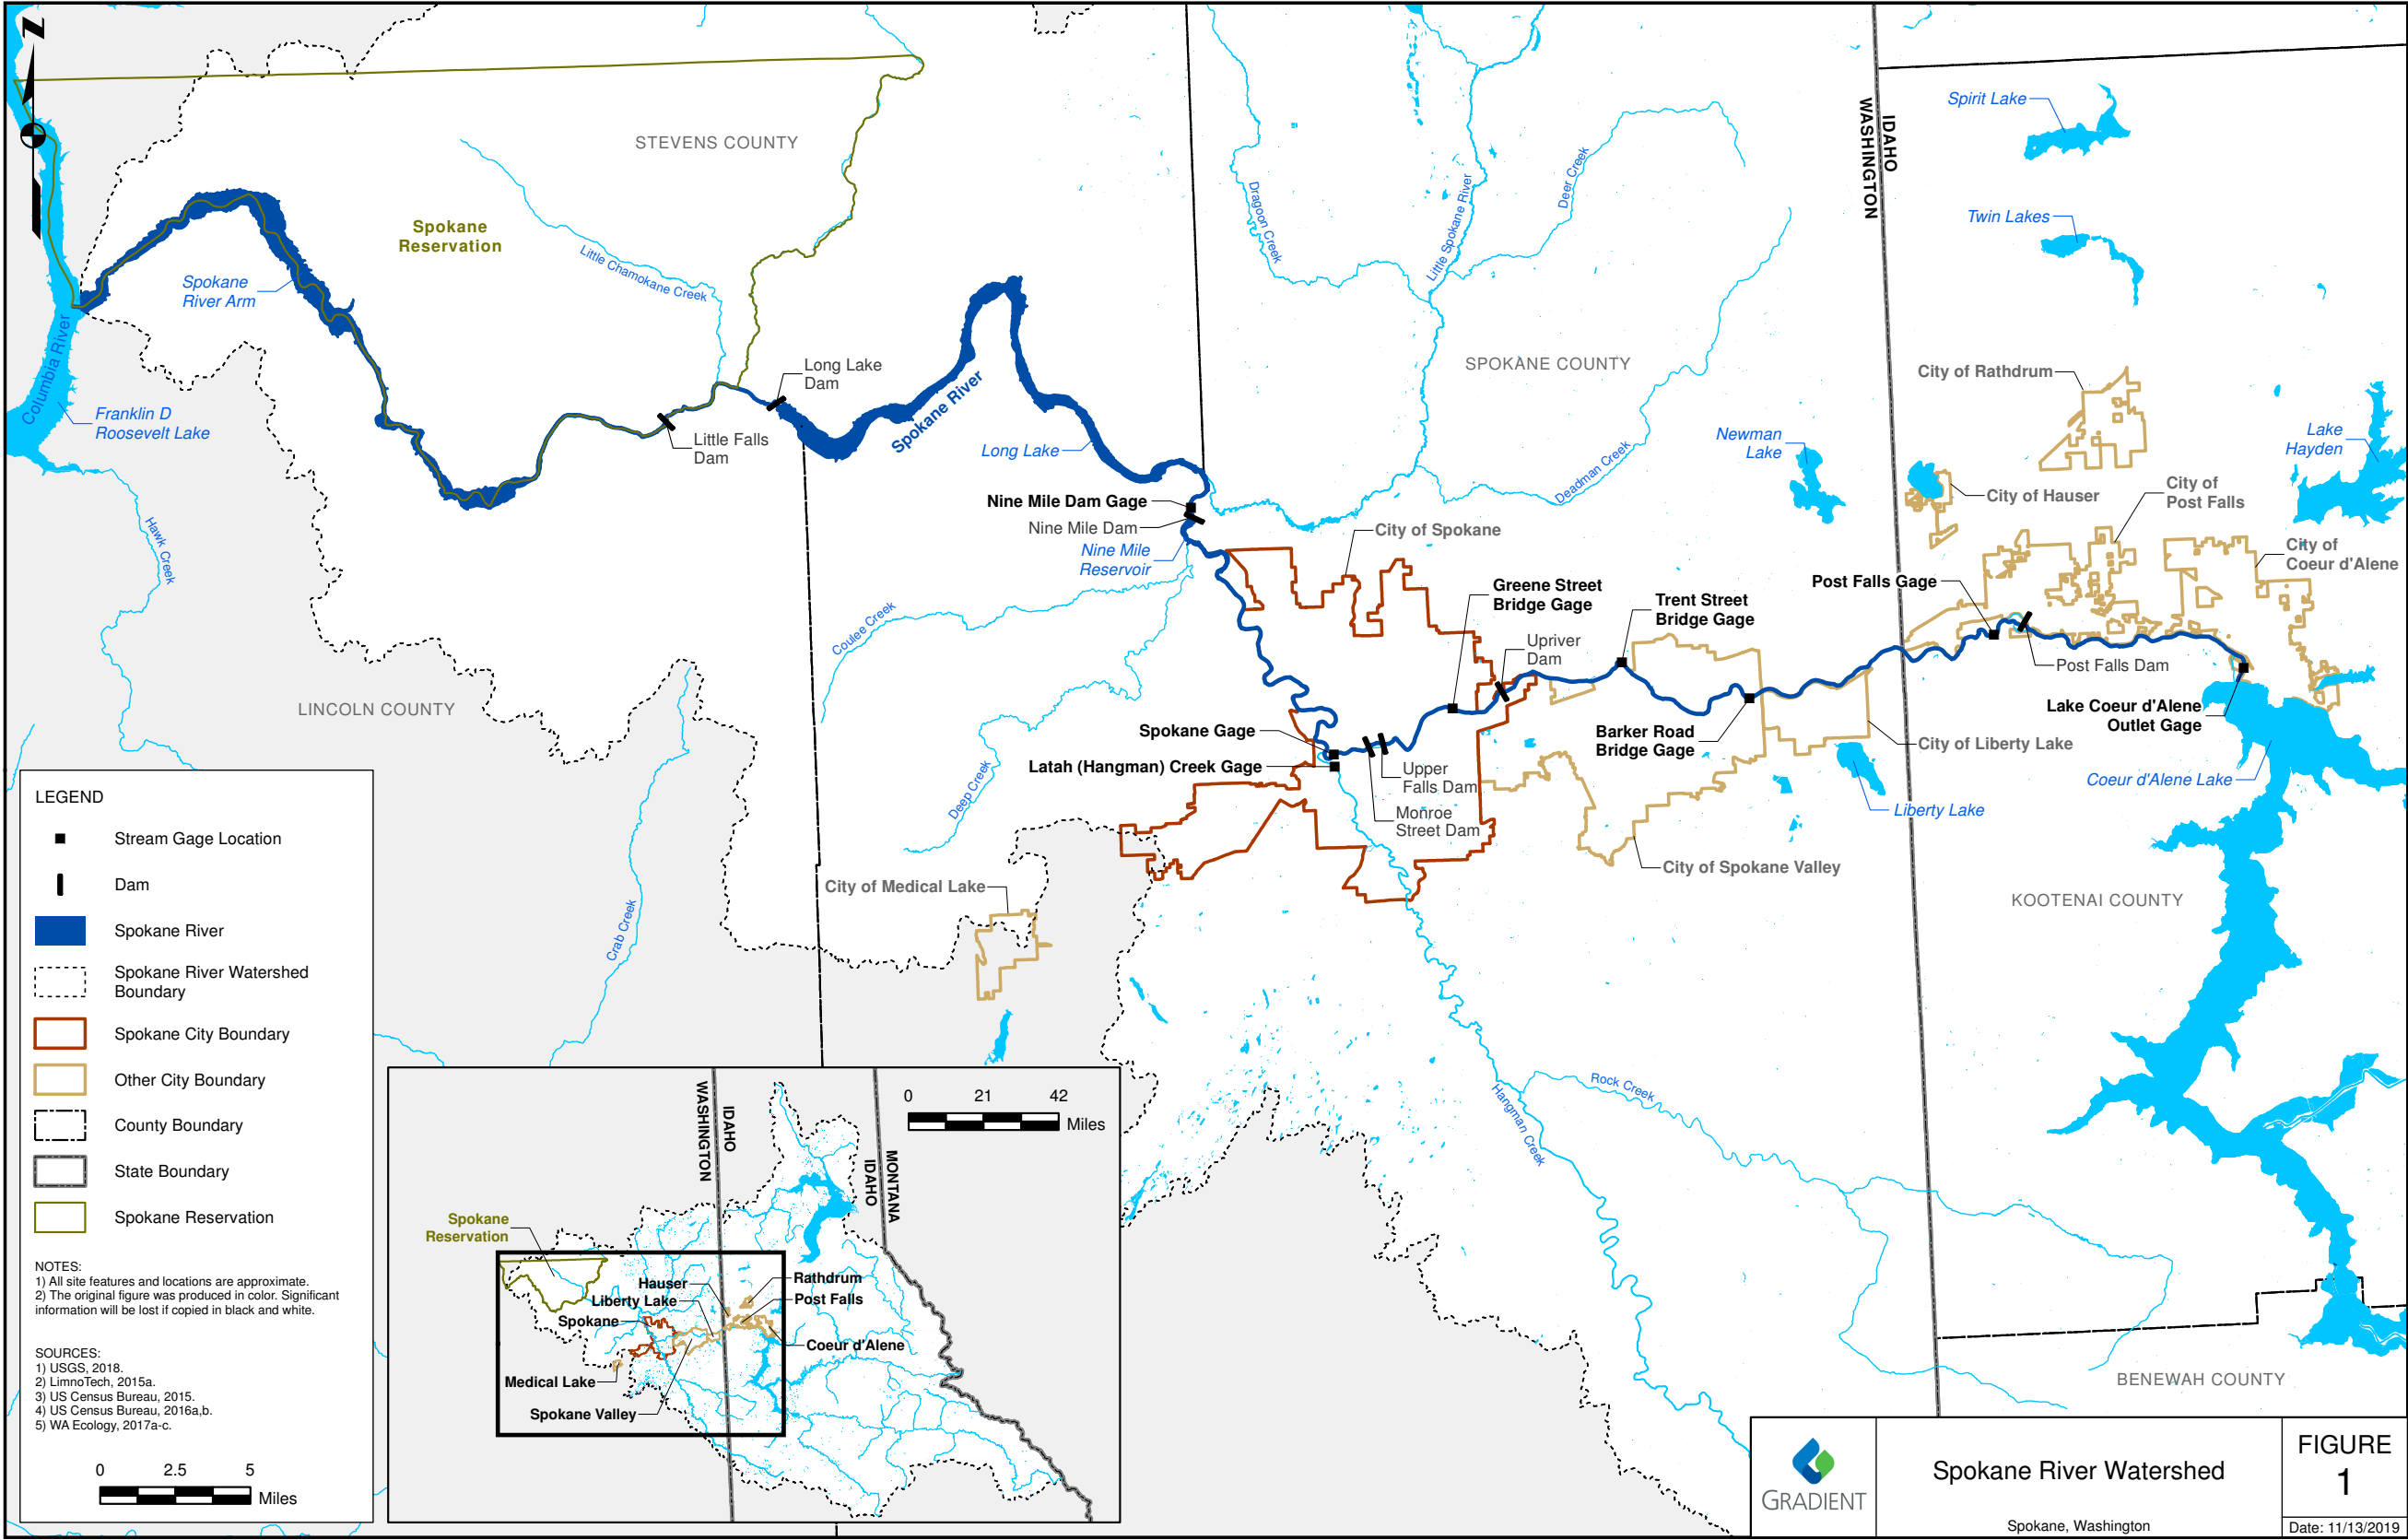 N
STEVENS COUNTY
Spokane
Reservation
Spokane
River Arm
Little Chamokane Creek
Columbia River
Franklin D
Roosevelt Lake
Hawk Creek
Long Lake
Dam
Little Falls
Dam
Spokane River
Long Lake
Dragoon Creek
Little Spokane River
Deer Creek
SPOKANE COUNTY
Deadman Creek
WASHINGTON
IDAHO
Spirit Lake
Twin Lakes
City of Rathdrum
Newman
Lake
Lake
Hayden
City of Hauser
City of
Post Falls
City of
Coeur d'Alene
Nine Mile Dam Gage
Nine Mile Dam
Nine Mile
Reservoir
City of Spokane
Greene Street
Bridge Gage
Trent Street
Bridge Gage
Upriver
Dam
Post Falls Gage
Post Falls Dam
Lake Coeur d'Alene
Outlet Gage
Coulee Creek
Deep Creek
Spokane Gage
Latah (Hangman) Creek Gage
Upper
Falls Dam
Monroe
Street Dam
Barker Road
Bridge Gage
City of Liberty Lake
Liberty Lake
Coeur d'Alene Lake
City of Spokane Valley
City of Medical Lake
LINCOLN COUNTY
Crab Creek
KOOTENAI COUNTY
Hangman Creek
Rock Creek
BENEWAH COUNTY
LEGEND
Stream Gage Location
Dam
Spokane River
Spokane River Watershed
Boundary
Spokane City Boundary
Other City Boundary
County Boundary
State Boundary
Spokane Reservation
NOTES:
1) All site features and locations are approximate.
2) The original figure was produced in color. Significant
information will be lost if copied in black and white.
SOURCES:
1) USGS, 2018.
2) LimnoTech, 2015a.
3) US Census Bureau, 2015.
4) US Census Bureau, 2016a,b.
5) WA Ecology, 2017a-c.
0 2.5 5
Miles
WASHINGTON
IDAHO
IDAHO
MONTANA
0 21 42
Miles
Spokane
Reservation
Hauser
Liberty Lake
Spokane
Medical Lake
Spokane Valley
Rathdrum
Post Falls
Coeur d'Alene
GRADIENT
Spokane River Watershed
Spokane, Washington
FIGURE
1
Date: 11/13/2019